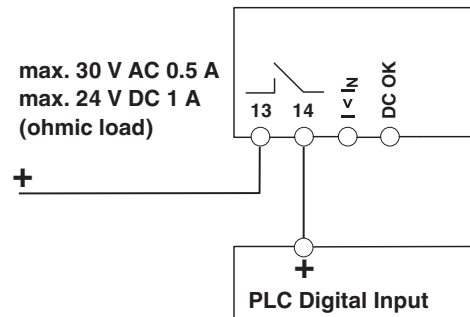 max. 30 V AC 0.5 A
max. 24 V DC 1 A
(ohmic load)
13 14 I < IN DC OK
+
+
PLC Digital Input